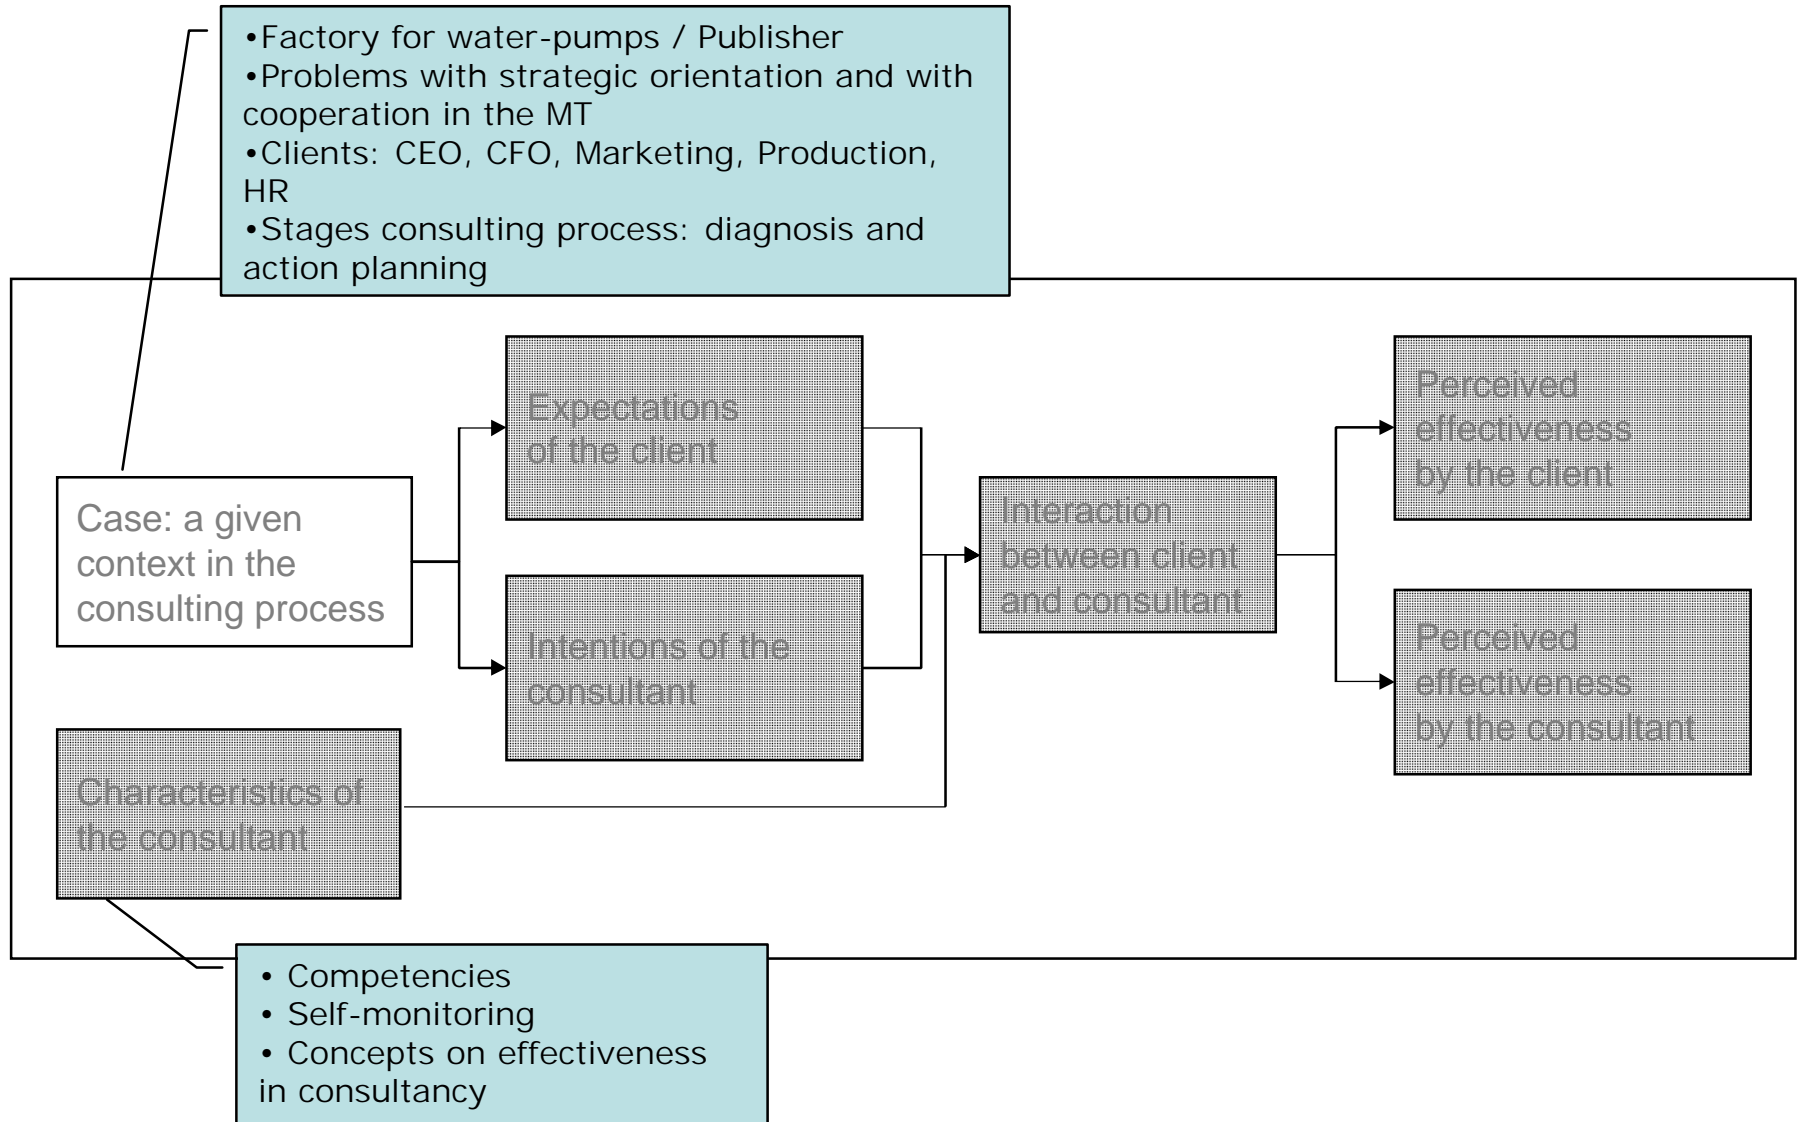 •Factory for water-pumps / Publisher
•Problems with strategic orientation and with
cooperation in the MT
•Clients: CEO, CFO, Marketing, Production,
HR
•Stages consulting process: diagnosis and
action planning
Expectations
of the client
Perceived
effectiveness
by the client
Case: a given
context in the
consulting process
Interaction
between client
and consultant
Intentions of the
consultant
Perceived
effectiveness
by the consultant
Characteristics of
the consultant
• Competencies
• Self-monitoring
• Concepts on effectiveness
in consultancy